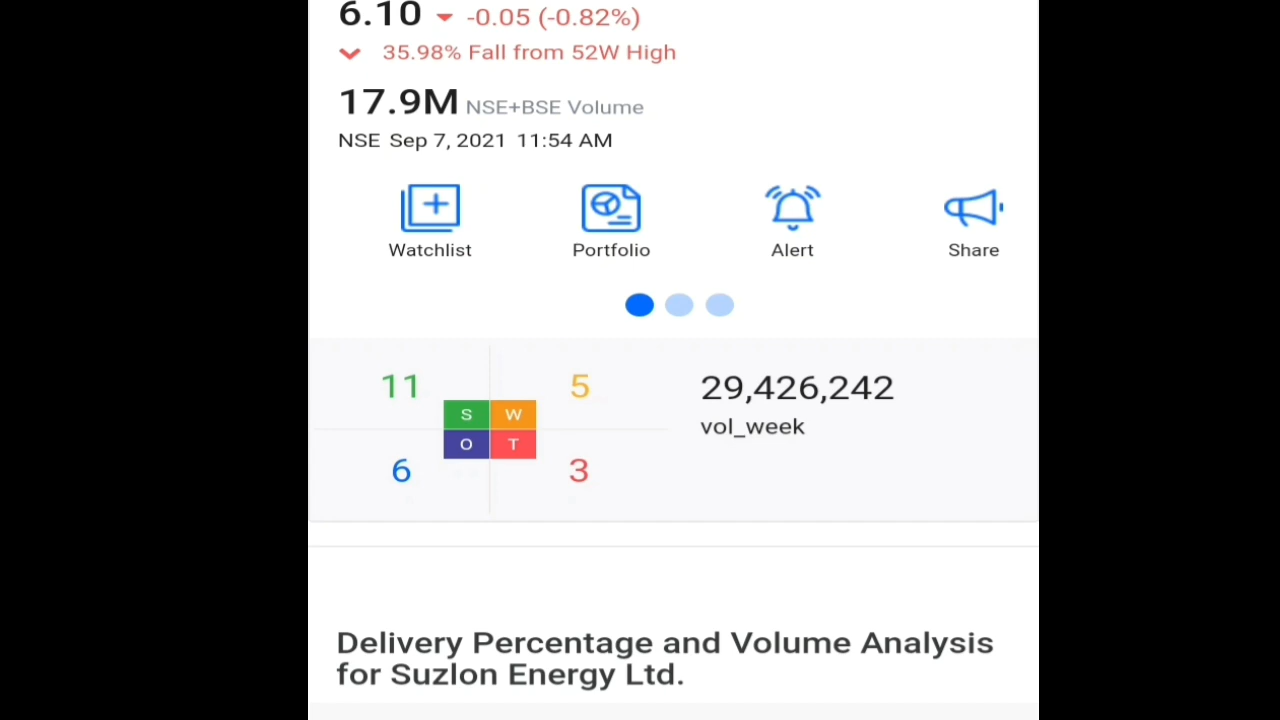 6.10 -0.05 (-0.82%)
35.98% Fall from 52W High
17.9M NSE+BSE Volume
NSE Sep 7, 2021 11:54 AM
Watchlist Portfolio Alert Share
11 5
S W
O T
6 3
29,426,242
vol_week
Delivery Percentage and Volume Analysis
for Suzlon Energy Ltd.